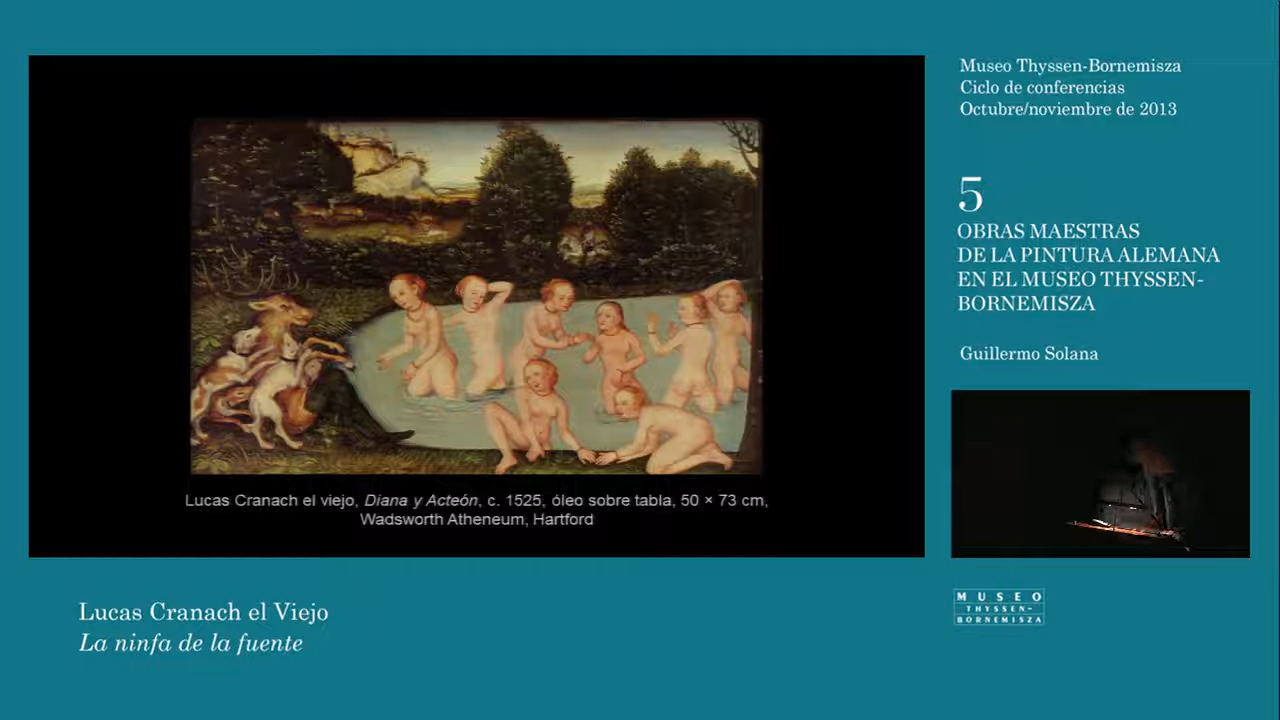 Museo Thyssen-Bornemisza
Ciclo de conferencias
Octubre/noviembre de 2013
5
OBRAS MAESTRAS
DE LA PINTURA ALEMANA
EN EL MUSEO THYSSEN-
BORNEMISZA
Guillermo Solana
Lucas Cranach el viejo, Diana y Acteón, c. 1525, óleo sobre tabla, 50 × 73 cm,
Wadsworth Atheneum, Hartford
Lucas Cranach el Viejo
La ninfa de la fuente
MUSEO
THYSSEN-
BORNEMISZA